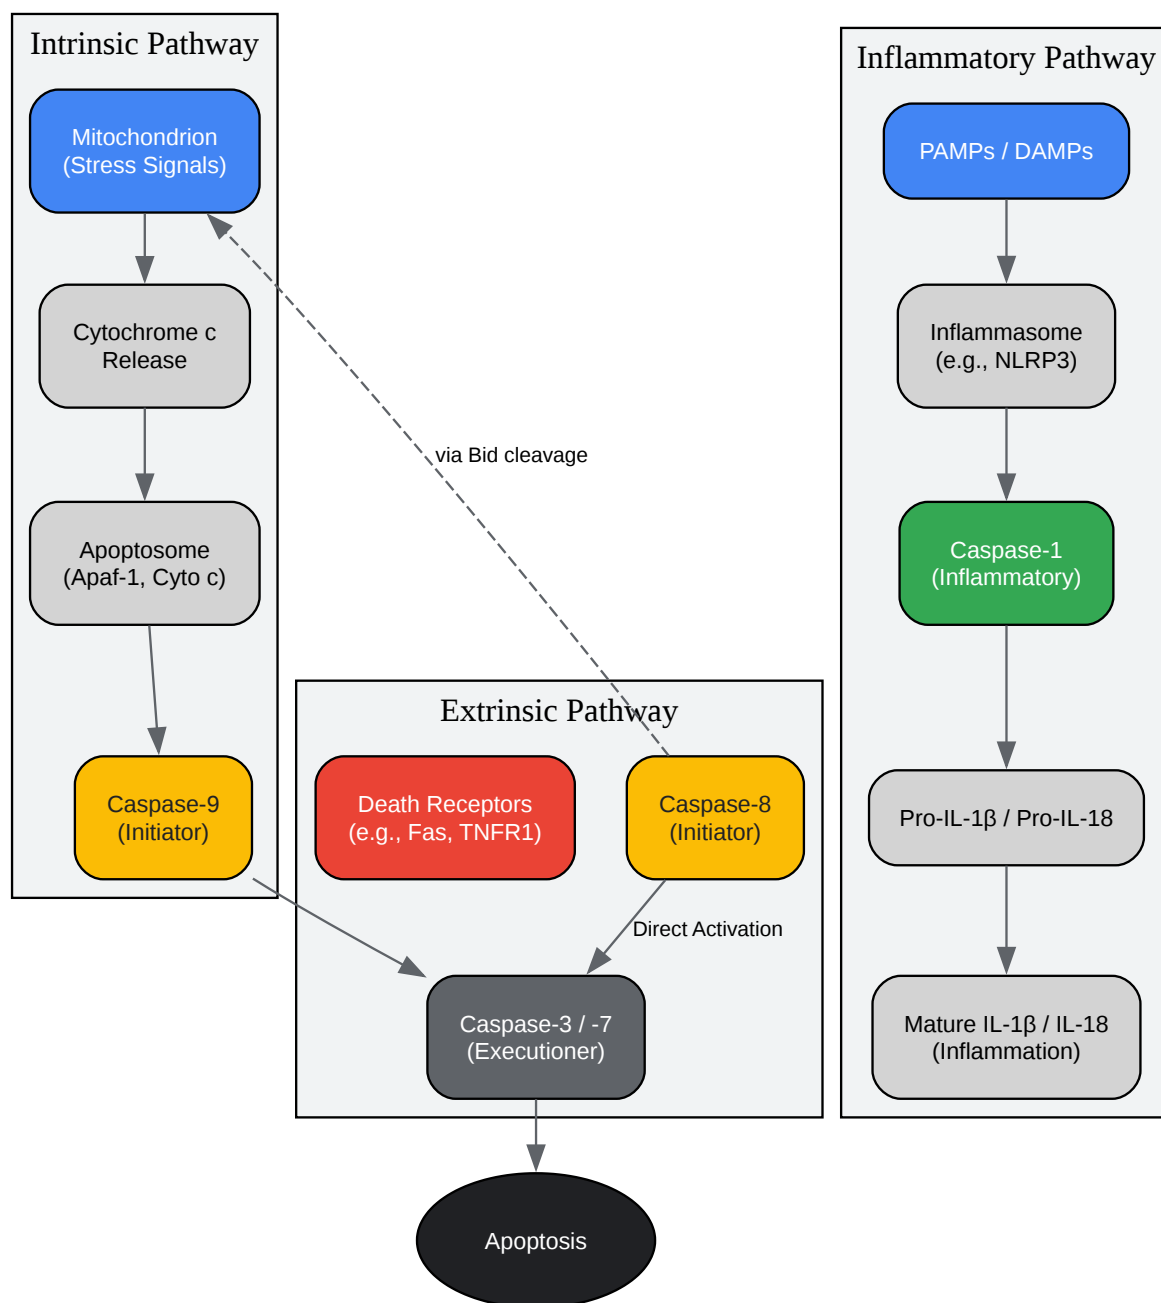 Intrinsic Pathway
Mitochondrion
(Stress Signals)
Cytochrome c
Release
Apoptosome
(Apaf-1, Cyto c)
Caspase-9
(Initiator)
via Bid cleavage
Extrinsic Pathway
Death Receptors
(e.g., Fas, TNFR1)
Caspase-8
(Initiator)
Direct Activation
Caspase-3 / -7
(Executioner)
Apoptosis
Inflammatory Pathway
PAMPs / DAMPs
Inflammasome
(e.g., NLRP3)
Caspase-1
(Inflammatory)
Pro-IL-1β / Pro-IL-18
Mature IL-1β / IL-18
(Inflammation)